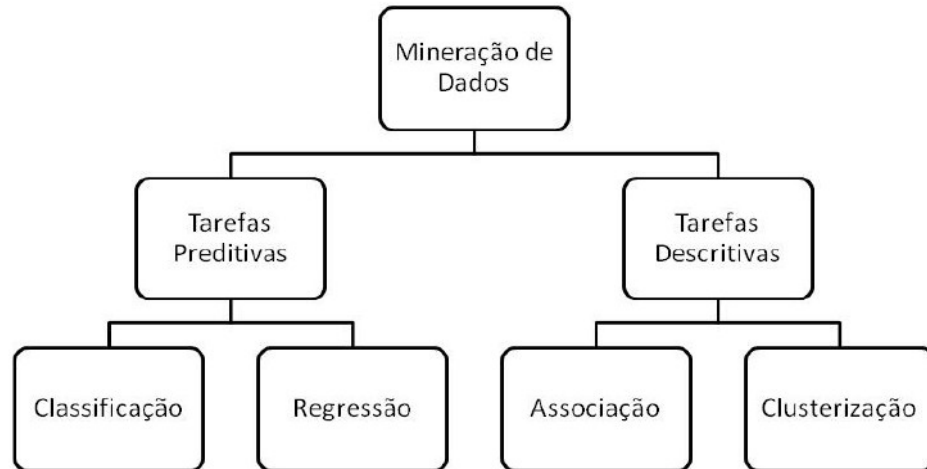 Mineração de
Dados
Tarefas
Preditivas
Tarefas
Descritivas
Classificação
Regressão
Associação
Clusterização